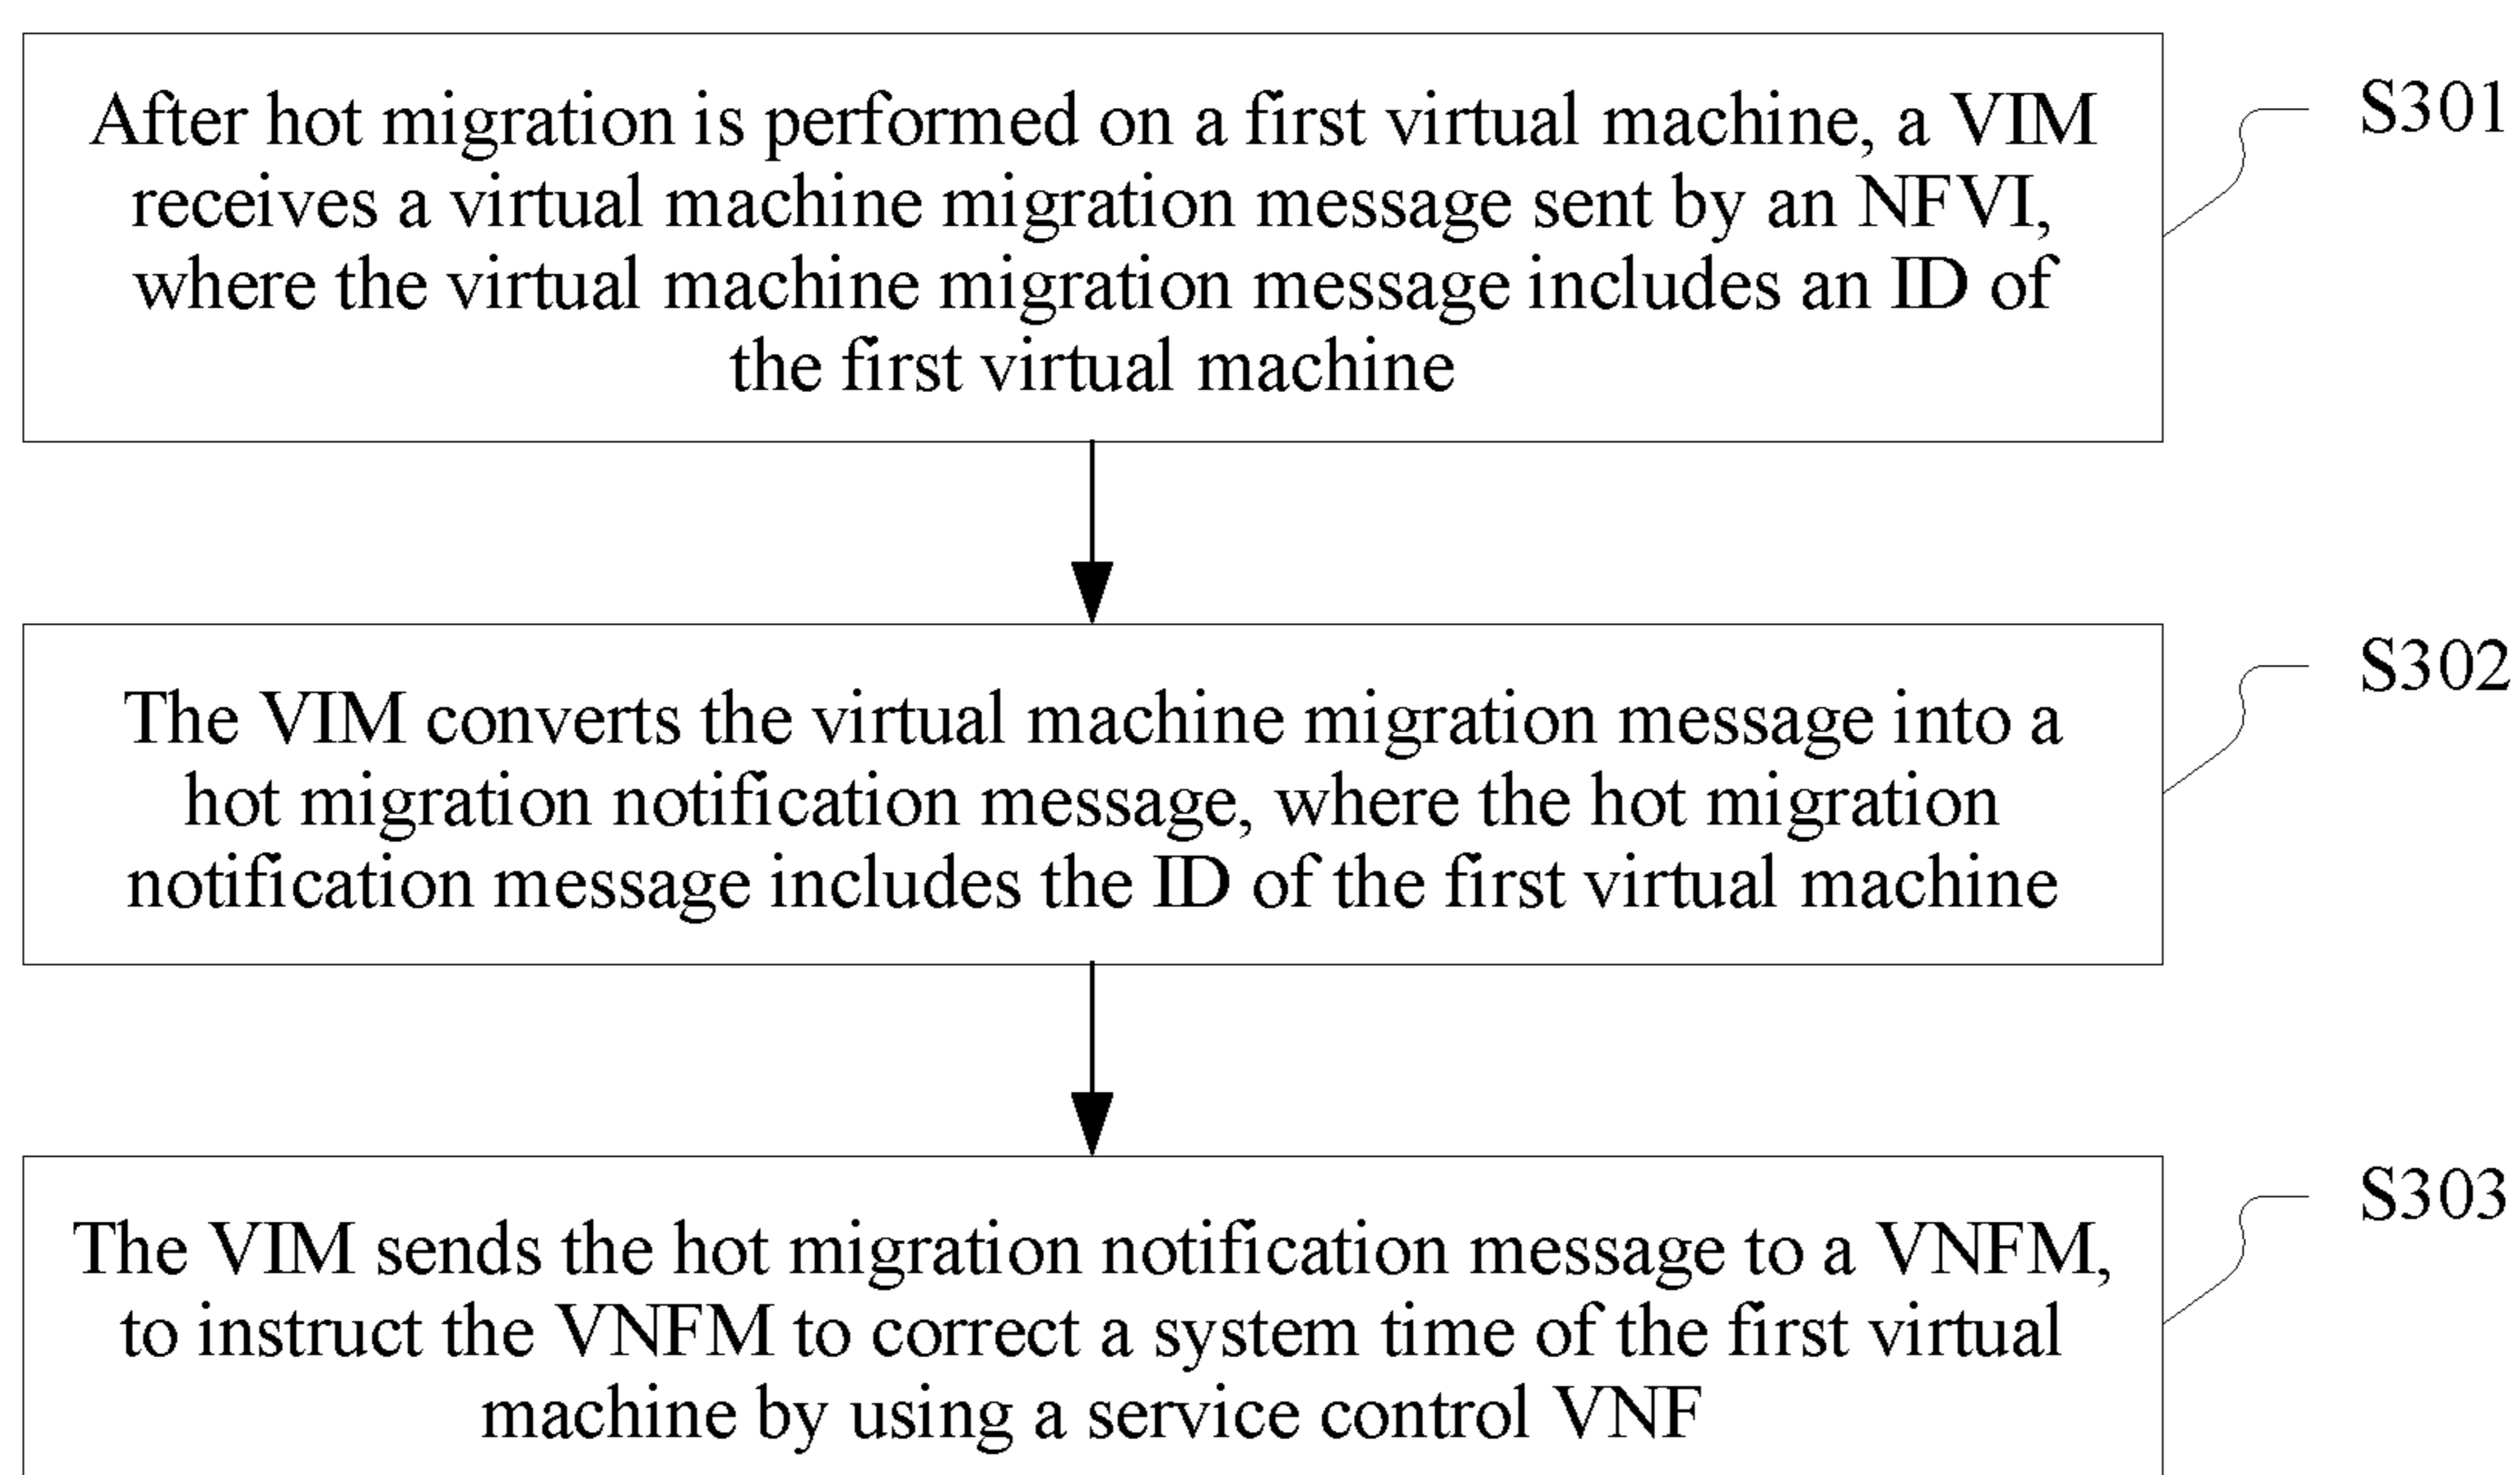 After hot migration is performed on a first virtual machine, a VIM
receives a virtual machine migration message sent by an NFVI,
where the virtual machine migration message includes an ID of
the first virtual machine
S301
The VIM converts the virtual machine migration message into a
hot migration notification message, where the hot migration
notification message includes the ID of the first virtual machine
S302
The VIM sends the hot migration notification message to a VNFM,
to instruct the VNFM to correct a system time of the first virtual
machine by using a service control VNF
S303